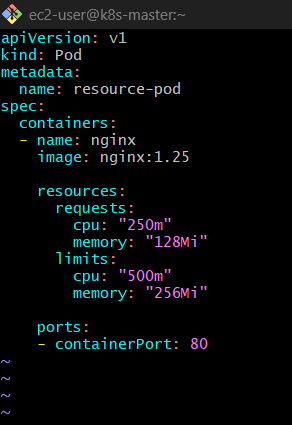 ec2-user@k8s-master:~
apiVersion: v1
kind: Pod
metadata:
  name: resource-pod
spec:
  containers:
  - name: nginx
    image: nginx:1.25

    resources:
      requests:
        cpu: "250m"
        memory: "128Mi"
      limits:
        cpu: "500m"
        memory: "256Mi"

    ports:
    - containerPort: 80
~
~
~
~